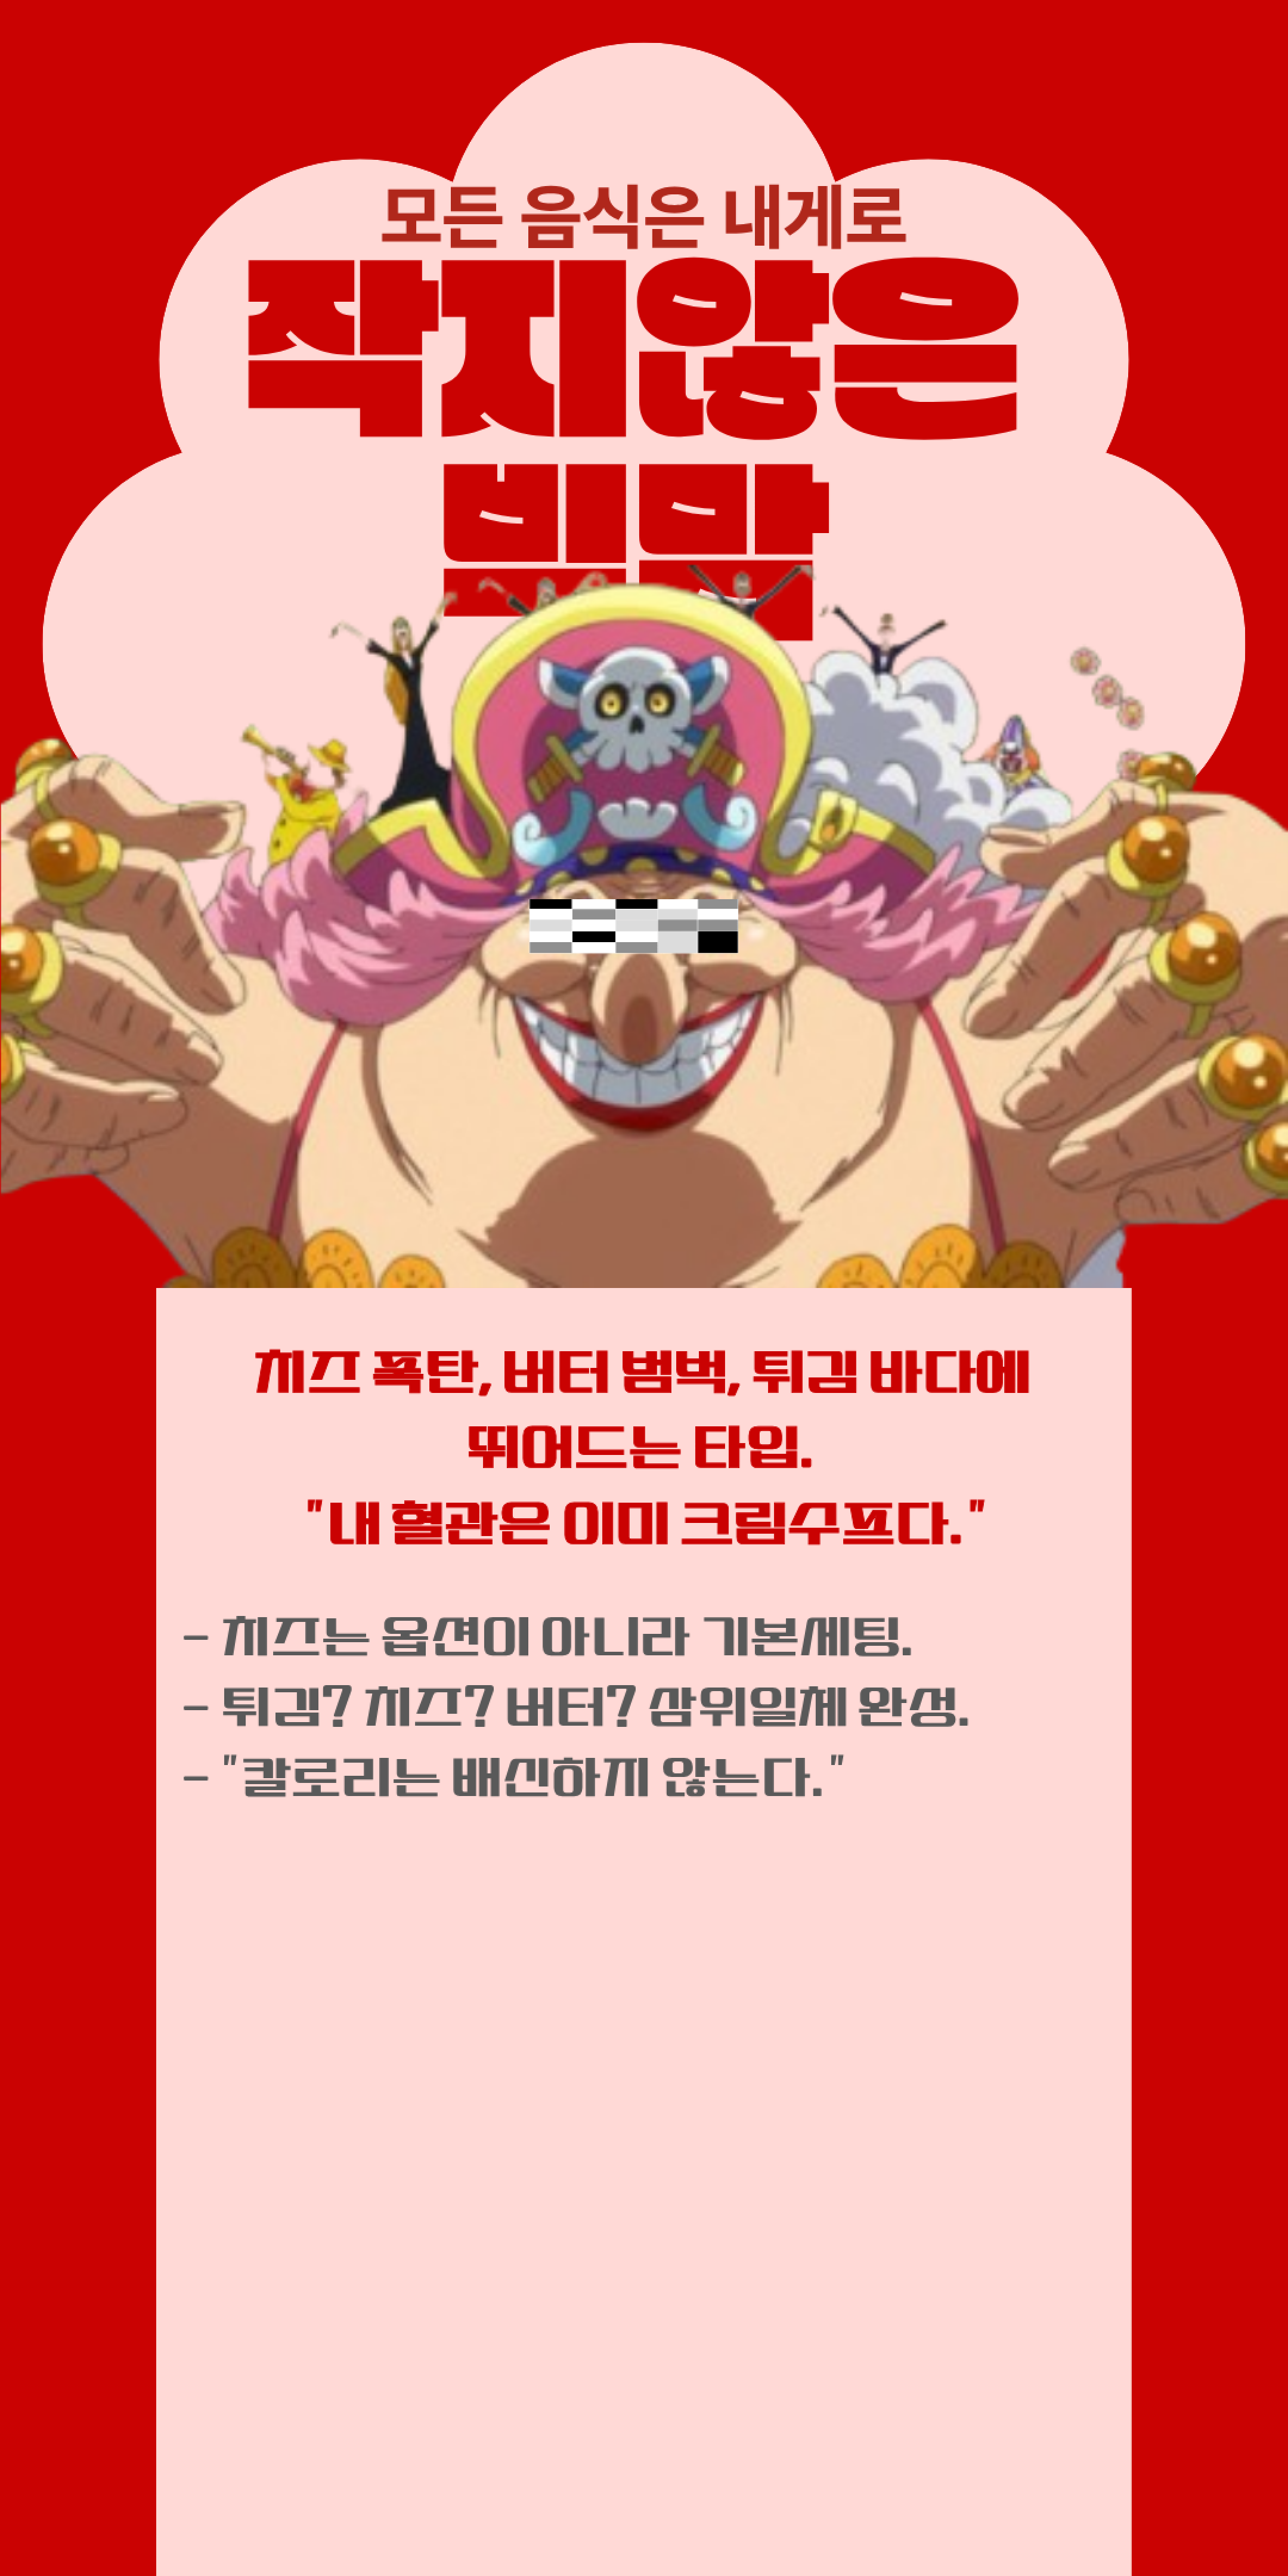 모든 음식은 내게로
작지않은
치즈 폭탄, 버터 범벅, 튀김 바다에
뛰어드는 타입.
"내 혈관은 이미 크림수프다."
- 치즈는 옵션이 아니라 기본세팅.
- 튀김? 치즈? 버터? 삼위일체 완성.
- "칼로리는 배신하지 않는다."